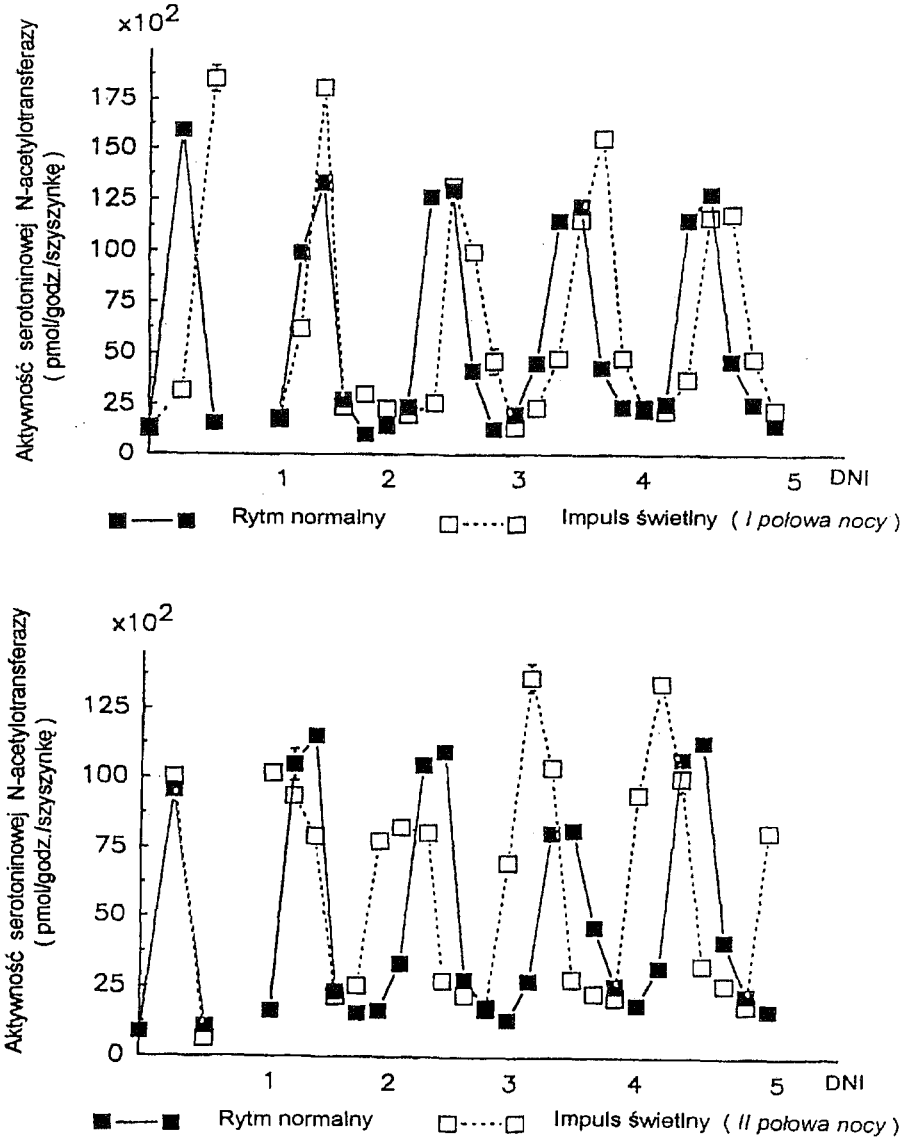 x10²
Aktywność serotoninowej N-acetylotransferazy
( pmol/godz./szyszynkę )
175
150
125
100
75
50
25
0
1 2 3 4 5 DNI
Rytm normalny Impuls świetlny ( I połowa nocy )
x10²
Aktywność serotoninowej N-acetylotransferazy
( pmol/godz./szyszynkę )
125
100
75
50
25
0
1 2 3 4 5 DNI
Rytm normalny Impuls świetlny ( II połowa nocy )